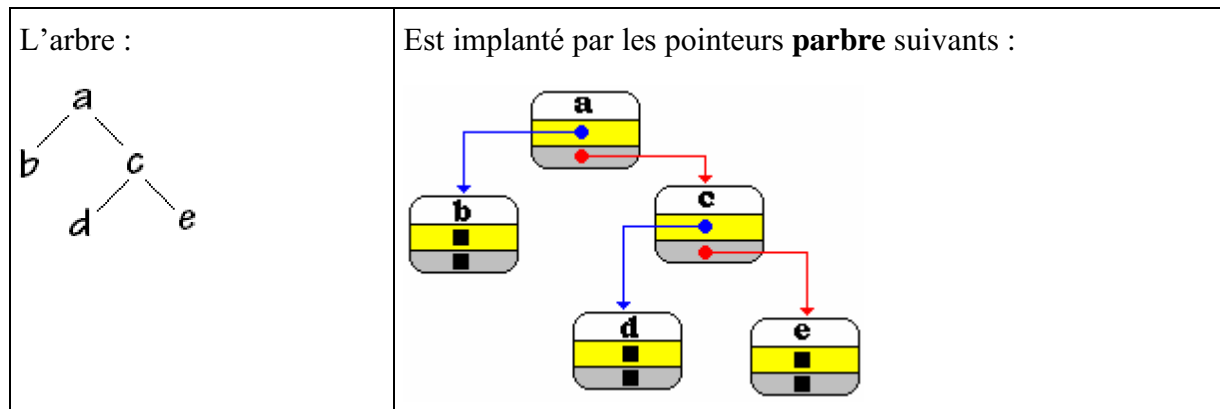 L’arbre :
a
b c
d e
Est implanté par les pointeurs parbre suivants :
a
b
c
d
e